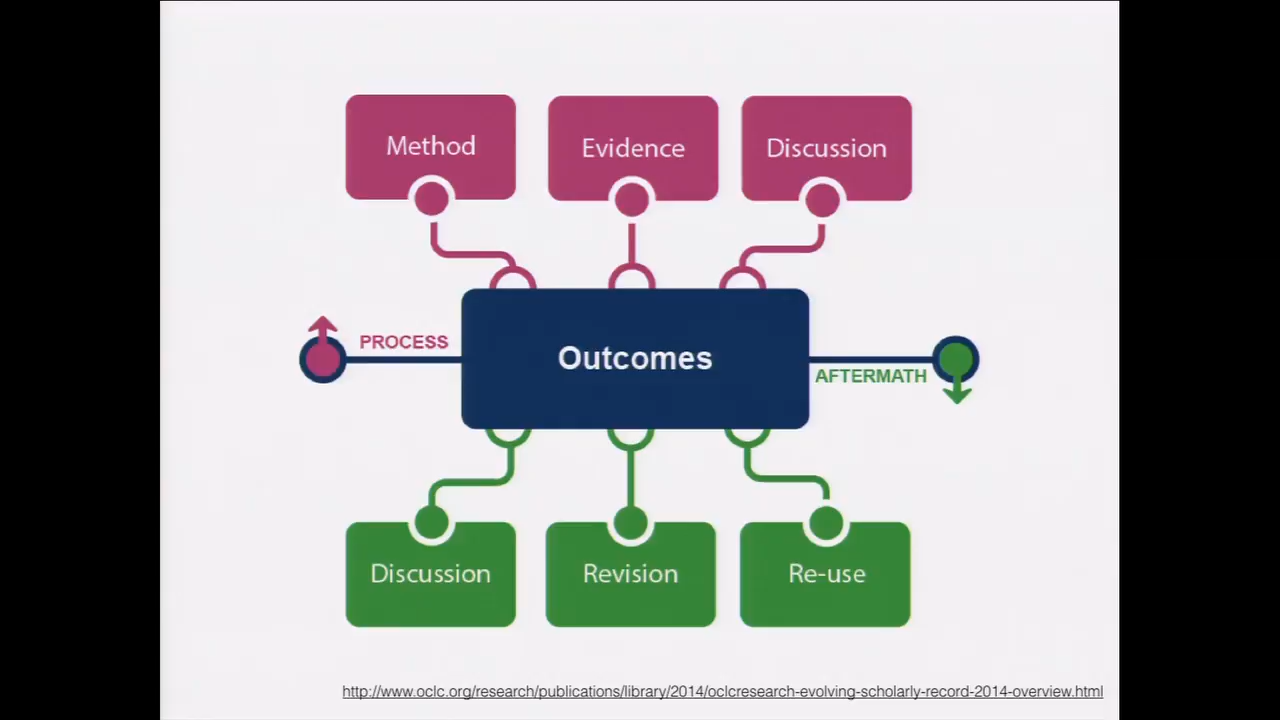 Method
Evidence
Discussion
PROCESS
Outcomes
AFTERMATH
Discussion
Revision
Re-use
http://www.oclc.org/research/publications/library/2014/oclcresearch-evolving-scholarly-record-2014-overview.html